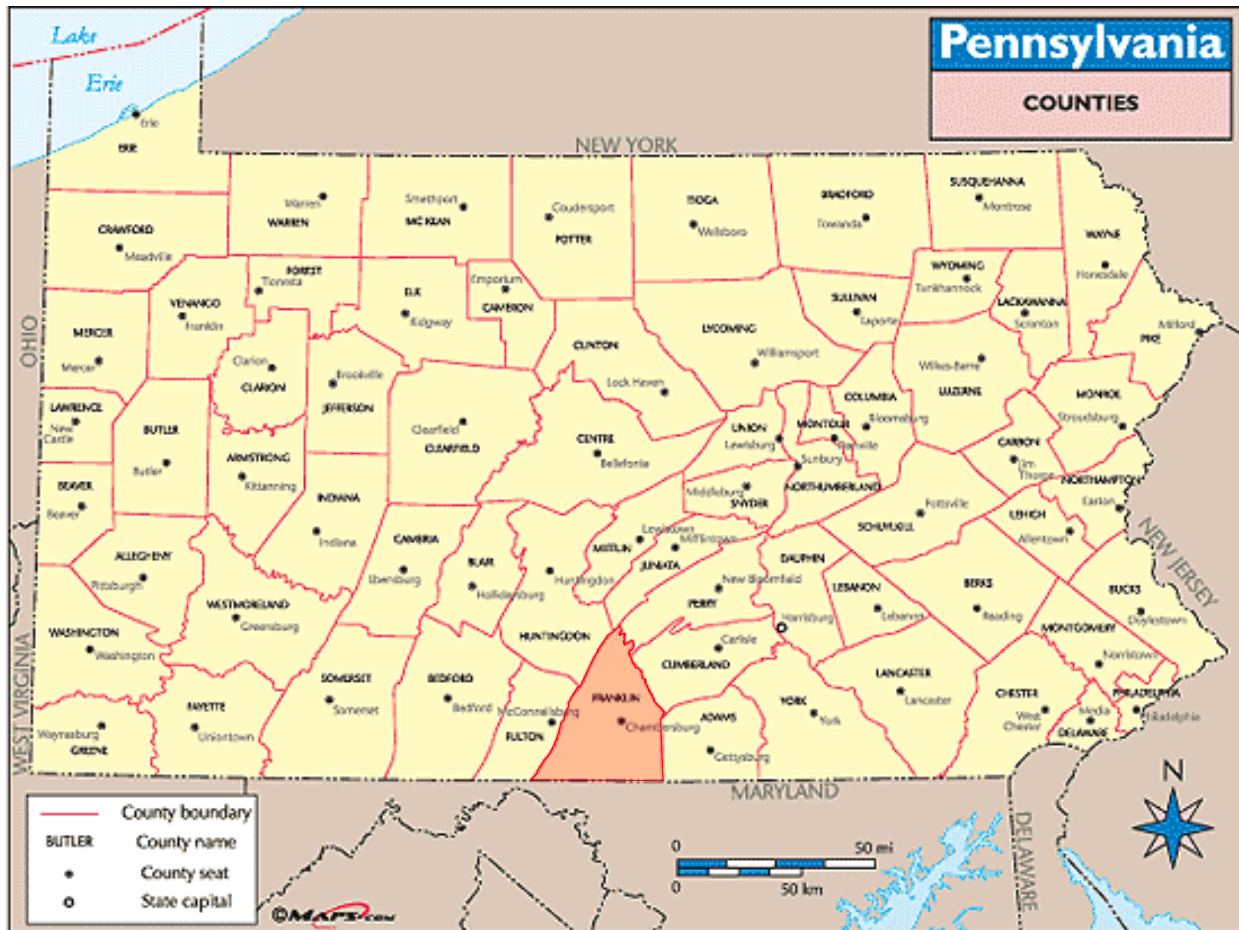 Lake
Erie
Pennsylvania
COUNTIES
NEW YORK
Erie
ERIE
Warren
WARREN
Smethport
MC KEAN
Coudersport
POTTER
TIOGA
Wellsboro
BRADFORD
Towanda
SUSQUEHANNA
Montrose
WAYNE
Honesdale
CRAWFORD
Meadville
FOREST
Tionesta
VENANGO
Franklin
ELK
Ridgway
Emporium
CAMERON
WYOMING
Tunkhannock
SULLIVAN
Laporte
LACKAWANNA
Scranton
OHIO
MERCER
Mercer
Clarion
CLARION
Brookville
JEFFERSON
CLINTON
Lock Haven
LYCOMING
Williamsport
Wilkes-Barre
LUZERNE
Milford
PIKE
LAWRENCE
New
Castle
BUTLER
Butler
ARMSTRONG
Kittanning
Clearfield
CLEARFIELD
CENTRE
Bellefonte
UNION
Lewisburg
MONTOUR
Danville
COLUMBIA
Bloomsburg
MONROE
Stroudsburg
CARBON
Jim
Thorpe
BEAVER
Beaver
INDIANA
Indiana
Middleburg
SNYDER
Sunbury
NORTHUMBERLAND
Pottsville
SCHUYLKILL
NORTHAMPTON
Easton
LEHIGH
Allentown
NEW JERSEY
ALLEGHENY
Pittsburgh
CAMBRIA
Ebensburg
BLAIR
Hollidaysburg
Huntingdon
HUNTINGDON
Lewistown
MIFFLIN
Mifflintown
JUNIATA
New Bloomfield
PERRY
DAUPHIN
Harrisburg
LEBANON
Lebanon
BERKS
Reading
BUCKS
Doylestown
WESTMORELAND
Greensburg
WASHINGTON
Washington
MONTGOMERY
Norristown
WEST VIRGINIA
SOMERSET
Somerset
BEDFORD
Bedford
McConnellsburg
FULTON
FRANKLIN
Chambersburg
Carlisle
CUMBERLAND
ADAMS
Gettysburg
YORK
York
LANCASTER
Lancaster
CHESTER
West
Chester
Media
DELAWARE
PHILADELPHIA
Philadelphia
Waynesburg
GREENE
FAYETTE
Uniontown
MARYLAND
DELAWARE
N
County boundary
BUTLER County name
County seat
State capital
0 50 mi
0 50 km
©MAPS.COM